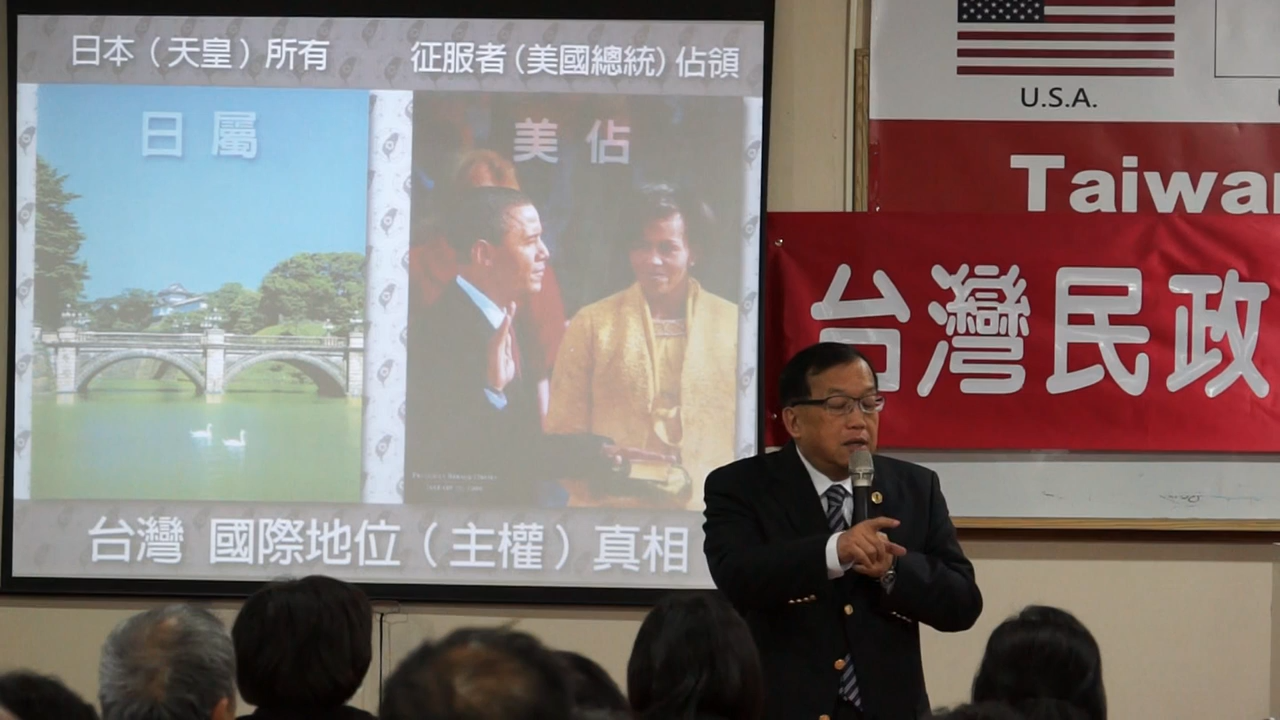 日本（天皇）所有
征服者（美國總統）佔領
日 屬
美 佔
台灣 國際地位（主權）真相
U.S.A.
Taiwa
台灣民政